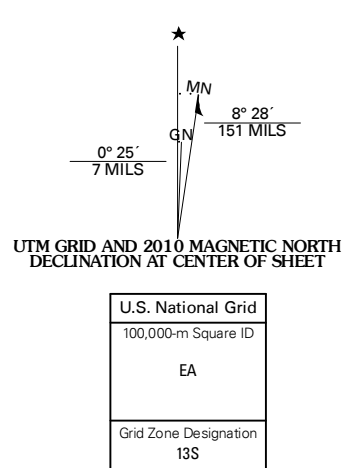 MN
8° 28´
151 MILS
GN
0° 25´
7 MILS
UTM GRID AND 2010 MAGNETIC NORTH
DECLINATION AT CENTER OF SHEET
U.S. National Grid
100,000-m Square ID
EA
Grid Zone Designation
13S